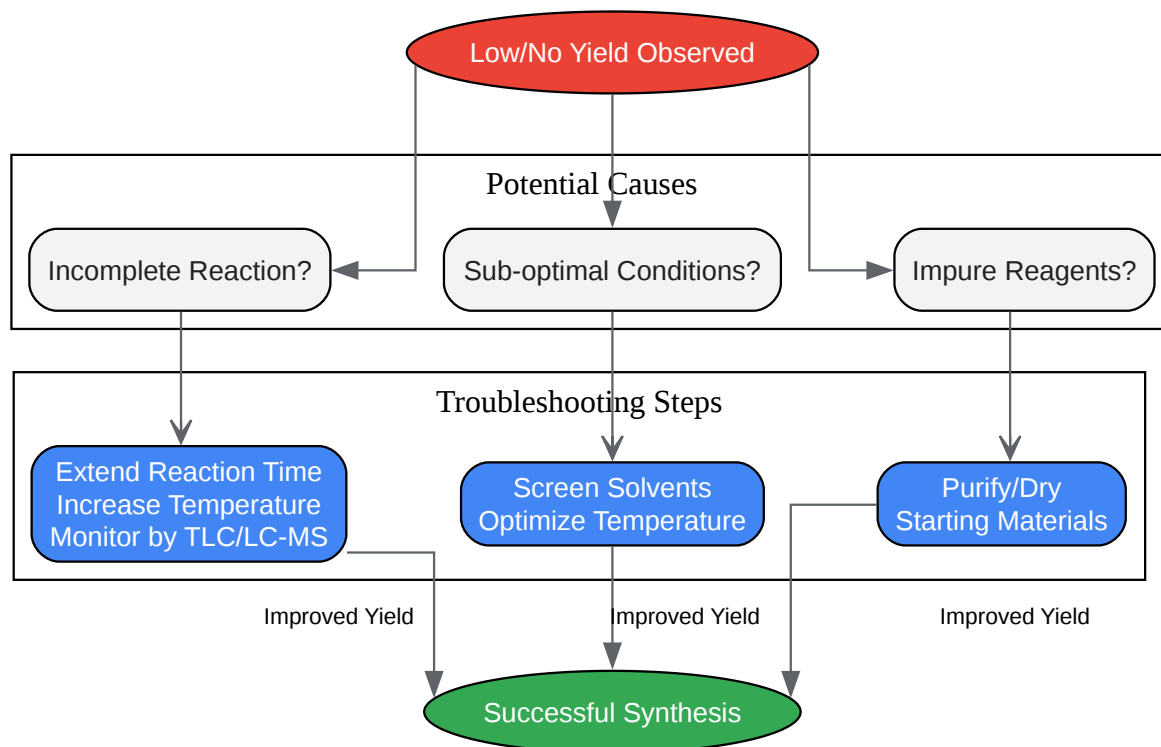 Low/No Yield Observed
Potential Causes
Incomplete Reaction?
Sub-optimal Conditions?
Impure Reagents?
Troubleshooting Steps
Extend Reaction Time
Increase Temperature
Monitor by TLC/LC-MS
Screen Solvents
Optimize Temperature
Purify/Dry
Starting Materials
Improved Yield
Improved Yield
Improved Yield
Successful Synthesis